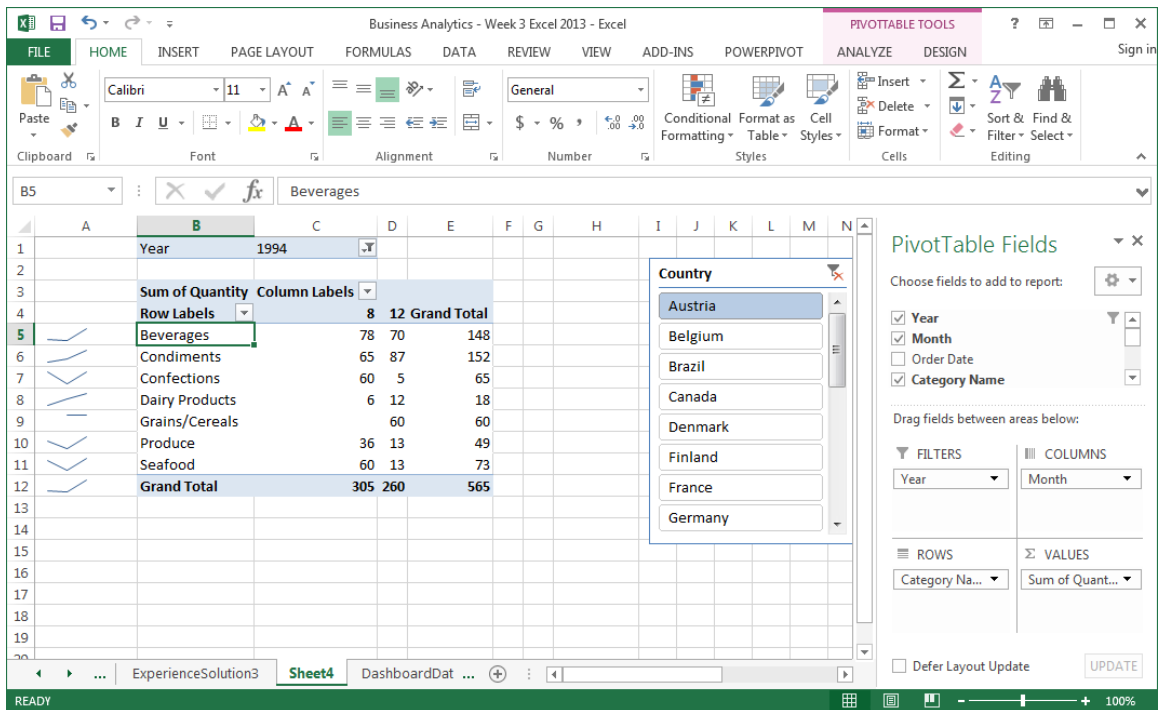 Business Analytics - Week 3 Excel 2013 - Excel PIVOTTABLE TOOLS ?
FILE HOME INSERT PAGE LAYOUT FORMULAS DATA REVIEW VIEW ADD-INS POWERPIVOT ANALYZE DESIGN Sign in
Calibri 11 General Insert
Paste Conditional Format as Cell Delete Sort & Find &
B I U $ % , Formatting Table Styles Format Filter Select
Clipboard Font Alignment Number Styles Cells Editing
B5 fx Beverages
A B C D E F G H I J K L M N
1 Year 1994
2
3 Sum of Quantity Column Labels
4 Row Labels 8 12 Grand Total
5 Beverages 78 70 148
6 Condiments 65 87 152
7 Confections 60 5 65
8 Dairy Products 6 12 18
9 Grains/Cereals 60 60
10 Produce 36 13 49
11 Seafood 60 13 73
12 Grand Total 305 260 565
13
14
15
16
17
18
19
20
Country
Austria
Belgium
Brazil
Canada
Denmark
Finland
France
Germany
PivotTable Fields
Choose fields to add to report:
Year
Month
Order Date
Category Name
Drag fields between areas below:
FILTERS COLUMNS
Year Month
ROWS Σ VALUES
Category Na... Sum of Quant...
Defer Layout Update UPDATE
... ExperienceSolution3 Sheet4 DashboardDat ...
READY 100%